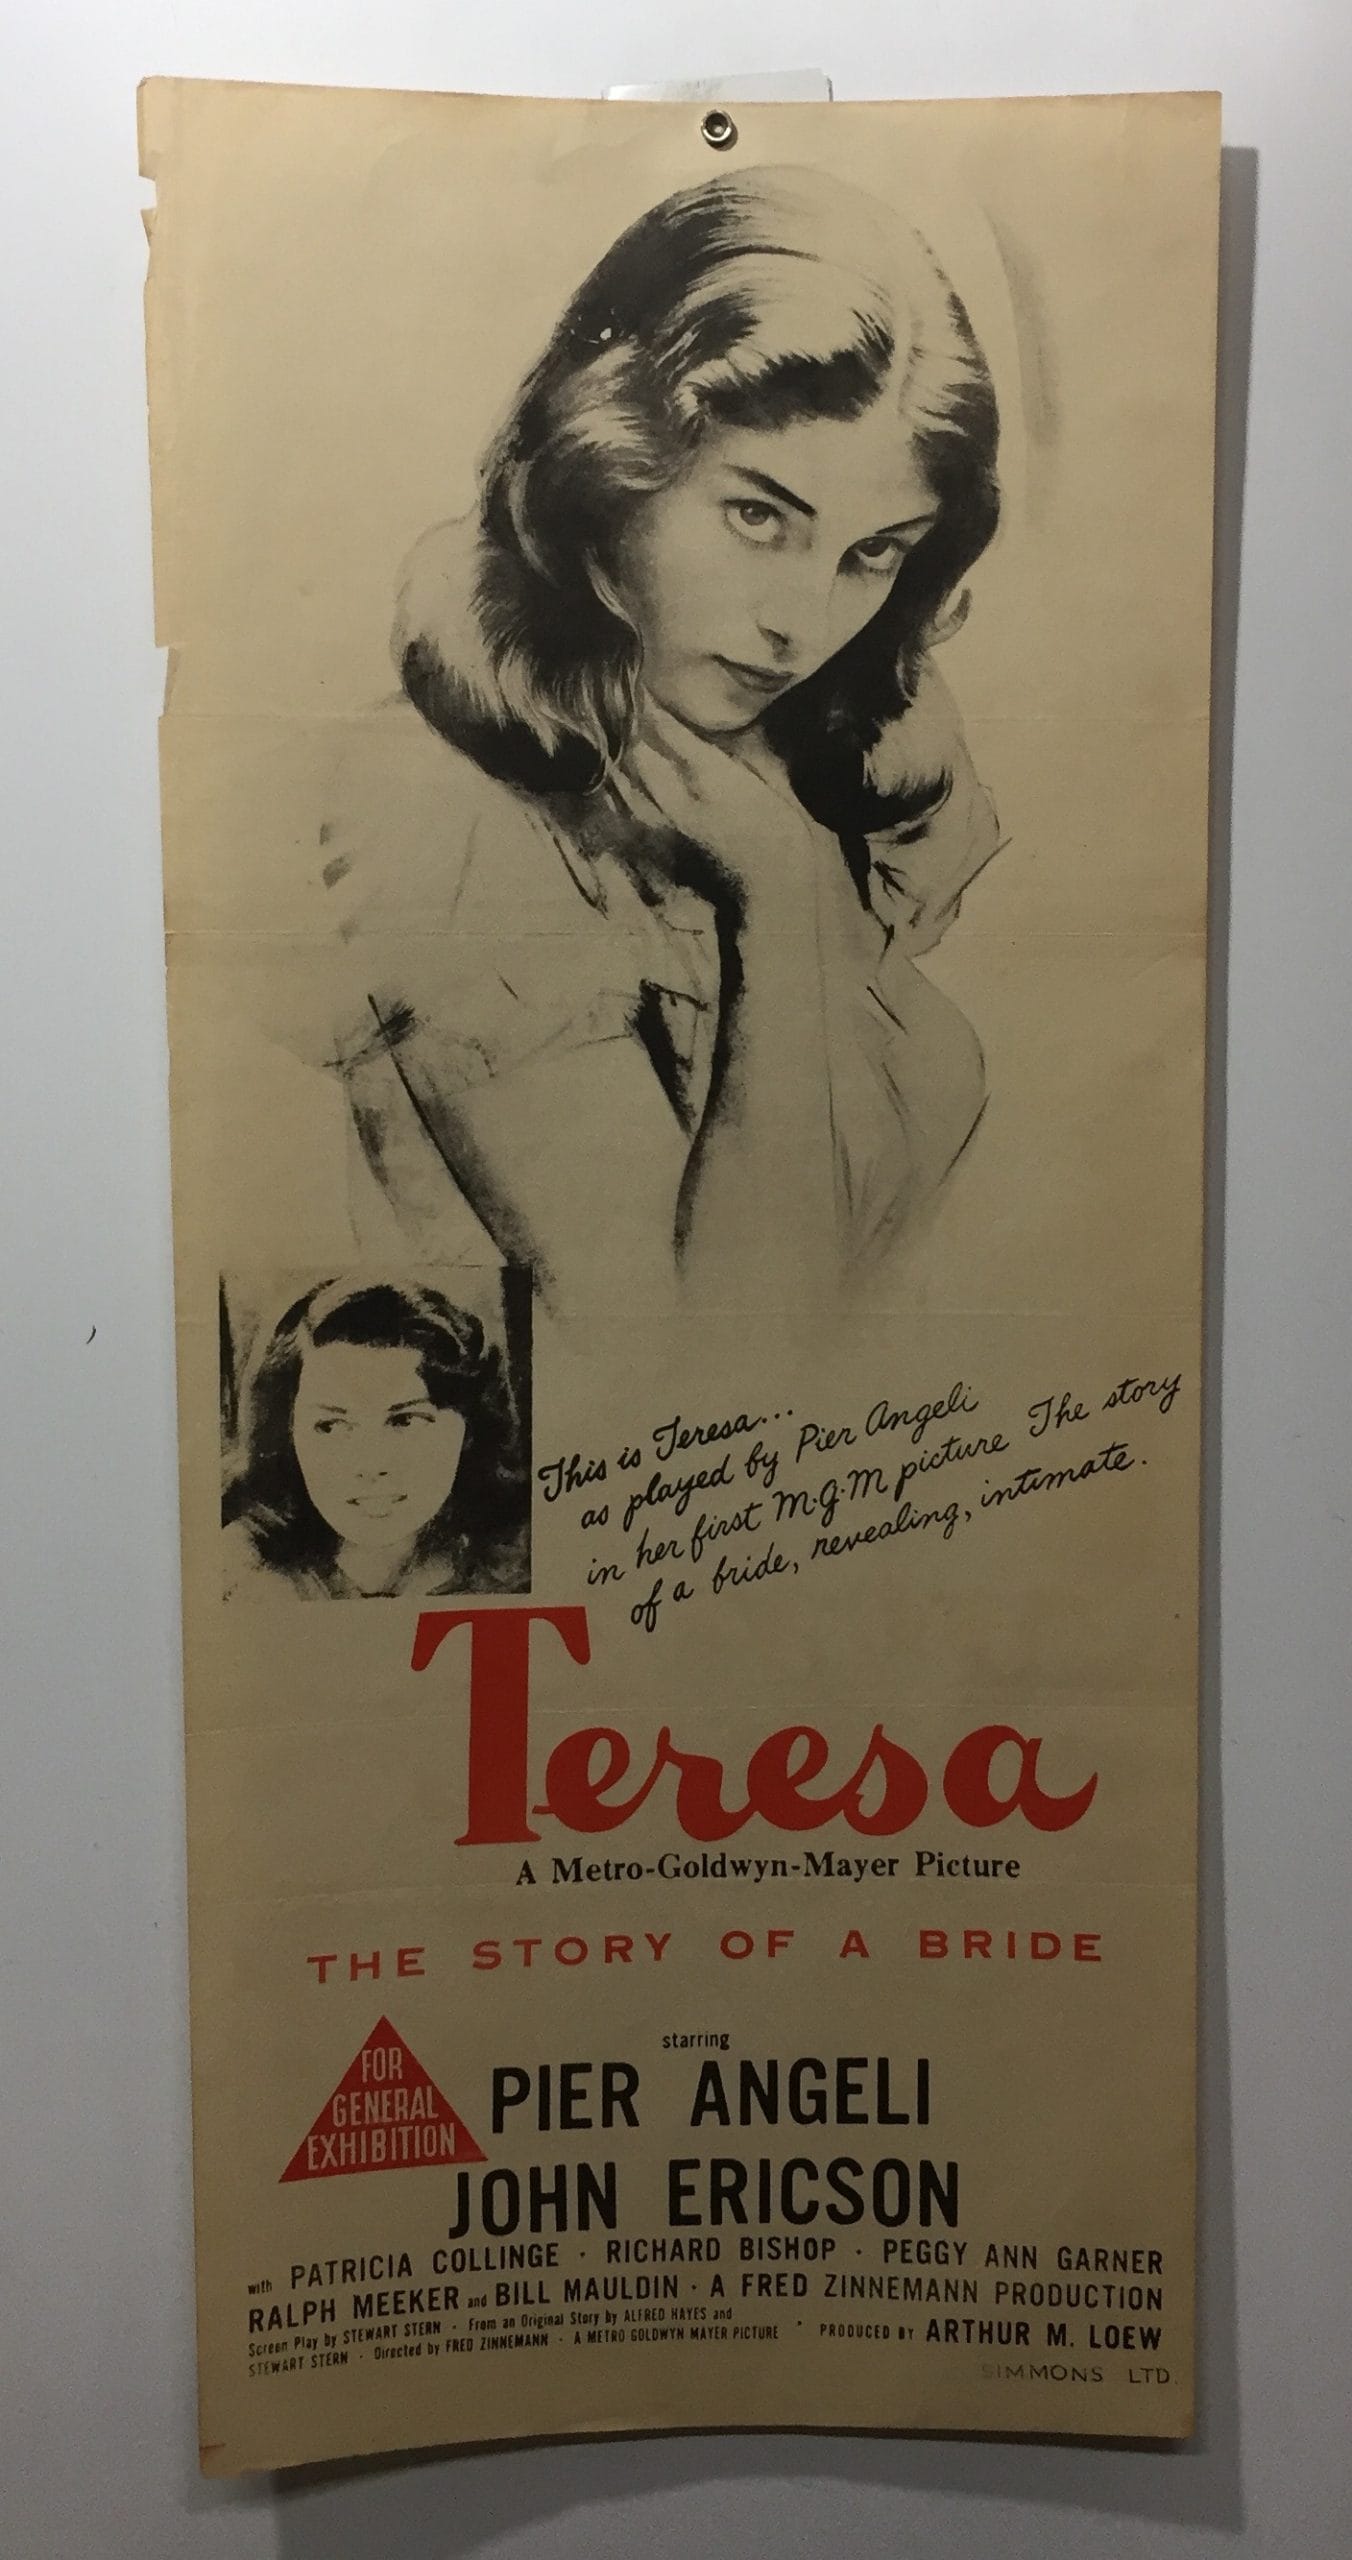 This is Teresa...
as played by Pier Angeli
in her first M·G·M picture The story
of a bride, revealing, intimate.
Teresa
A Metro-Goldwyn-Mayer Picture
THE STORY OF A BRIDE
FOR
GENERAL
EXHIBITION
starring
PIER ANGELI
JOHN ERICSON
with PATRICIA COLLINGE · RICHARD BISHOP · PEGGY ANN GARNER
RALPH MEEKER and BILL MAULDIN · A FRED ZINNEMANN PRODUCTION
Screen Play by STEWART STERN · From an Original Story by ALFRED HAYES and
STEWART STERN · Directed by FRED ZINNEMANN · A METRO GOLDWYN MAYER PICTURE · PRODUCED BY ARTHUR M. LOEW
SIMMONS LTD.